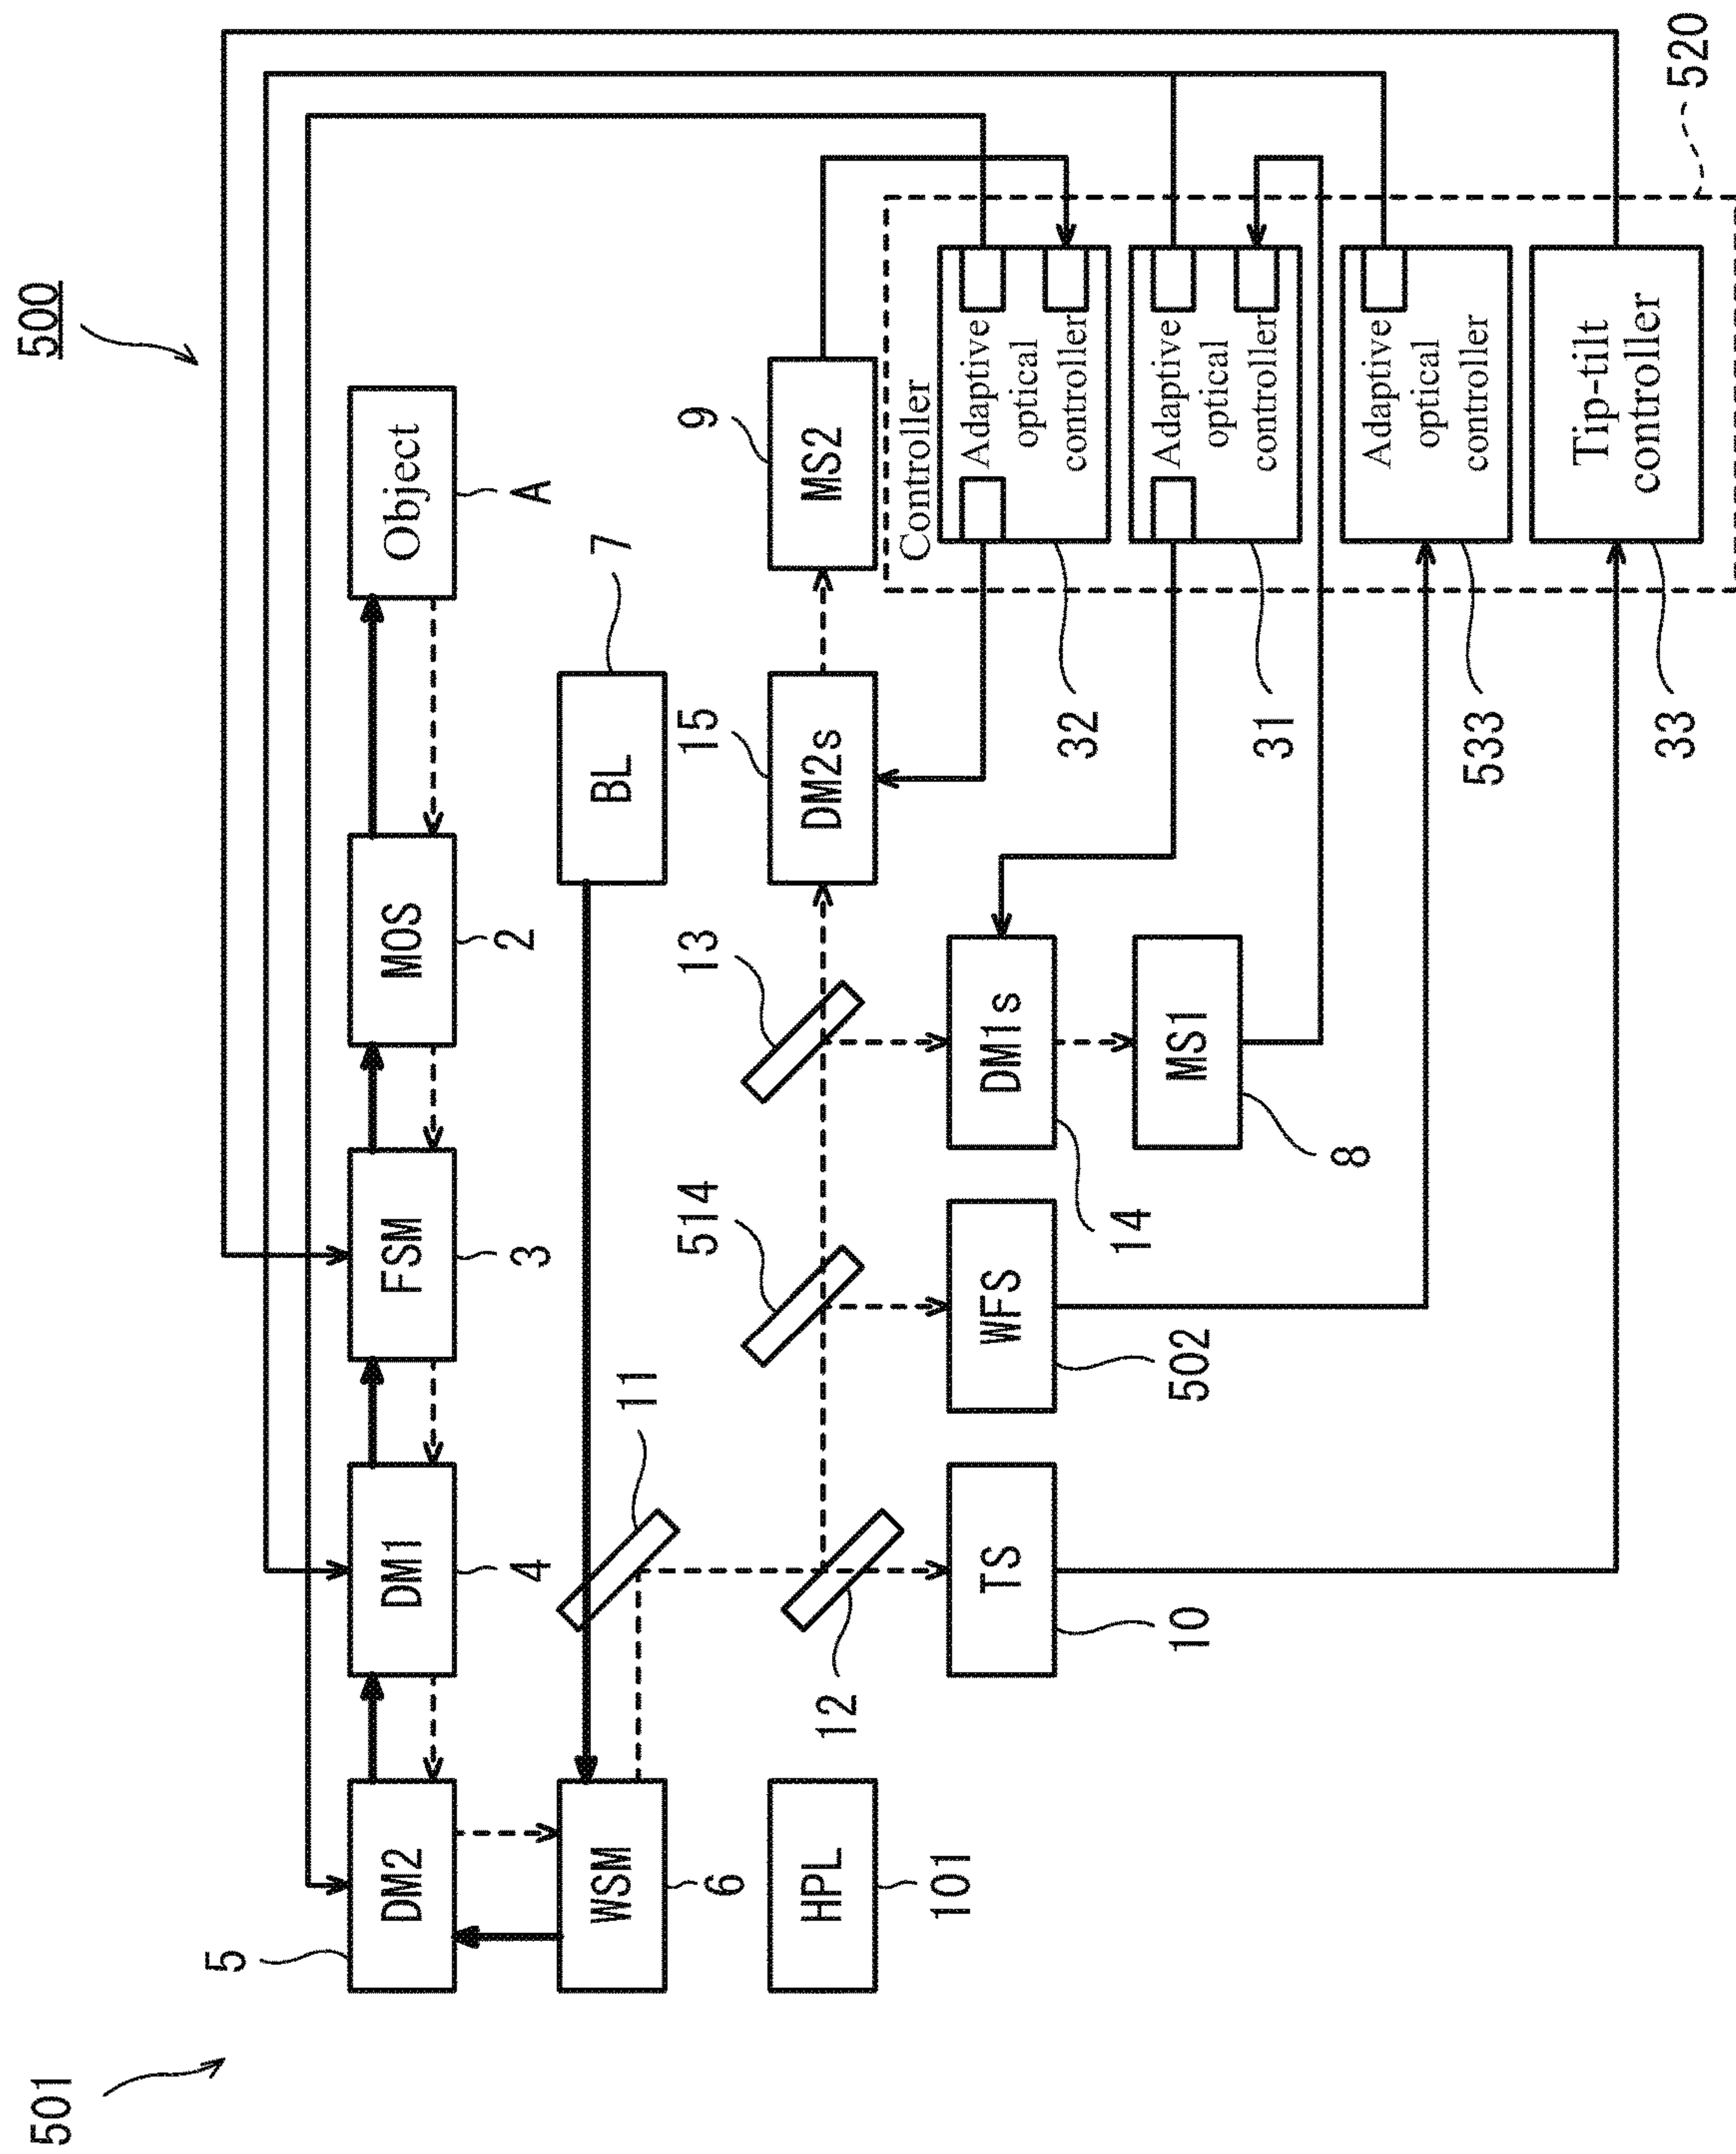 500
501
5
DM2
DM1
4
FSM
3
MOS
2
Object
A
WSM
6
11
BL
7
HPL
101
12
514
13
15
DM2s
9
MS2
TS
10
WFS
502
DM1s
14
MS1
8
Controller
Adaptive
optical
controller
32
Adaptive
optical
controller
31
Adaptive
optical
controller
533
Tip-tilt
controller
33
520